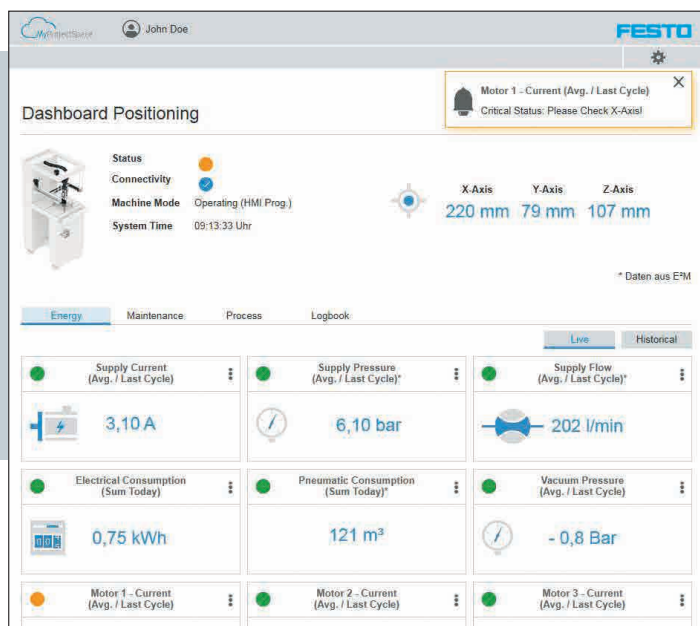 MyProjectSpace
John Doe
FESTO
Motor 1 - Current (Avg. / Last Cycle)
Critical Status: Please Check X-Axis!
Dashboard Positioning
Status
Connectivity
Machine Mode Operating (HMI Prog.)
System Time 09:13:33 Uhr
X-Axis Y-Axis Z-Axis
220 mm 79 mm 107 mm
* Daten aus E²M
Energy Maintenance Process Logbook
Live Historical
Supply Current
(Avg. / Last Cycle)
3,10 A
Supply Pressure
(Avg. / Last Cycle)*
6,10 bar
Supply Flow
(Avg. / Last Cycle)*
202 l/min
Electrical Consumption
(Sum Today)
0,75 kWh
Pneumatic Consumption
(Sum Today)*
121 m³
Vacuum Pressure
(Avg. / Last Cycle)
- 0,8 Bar
Motor 1 - Current
(Avg. / Last Cycle)
Motor 2 - Current
(Avg. / Last Cycle)
Motor 3 - Current
(Avg. / Last Cycle)